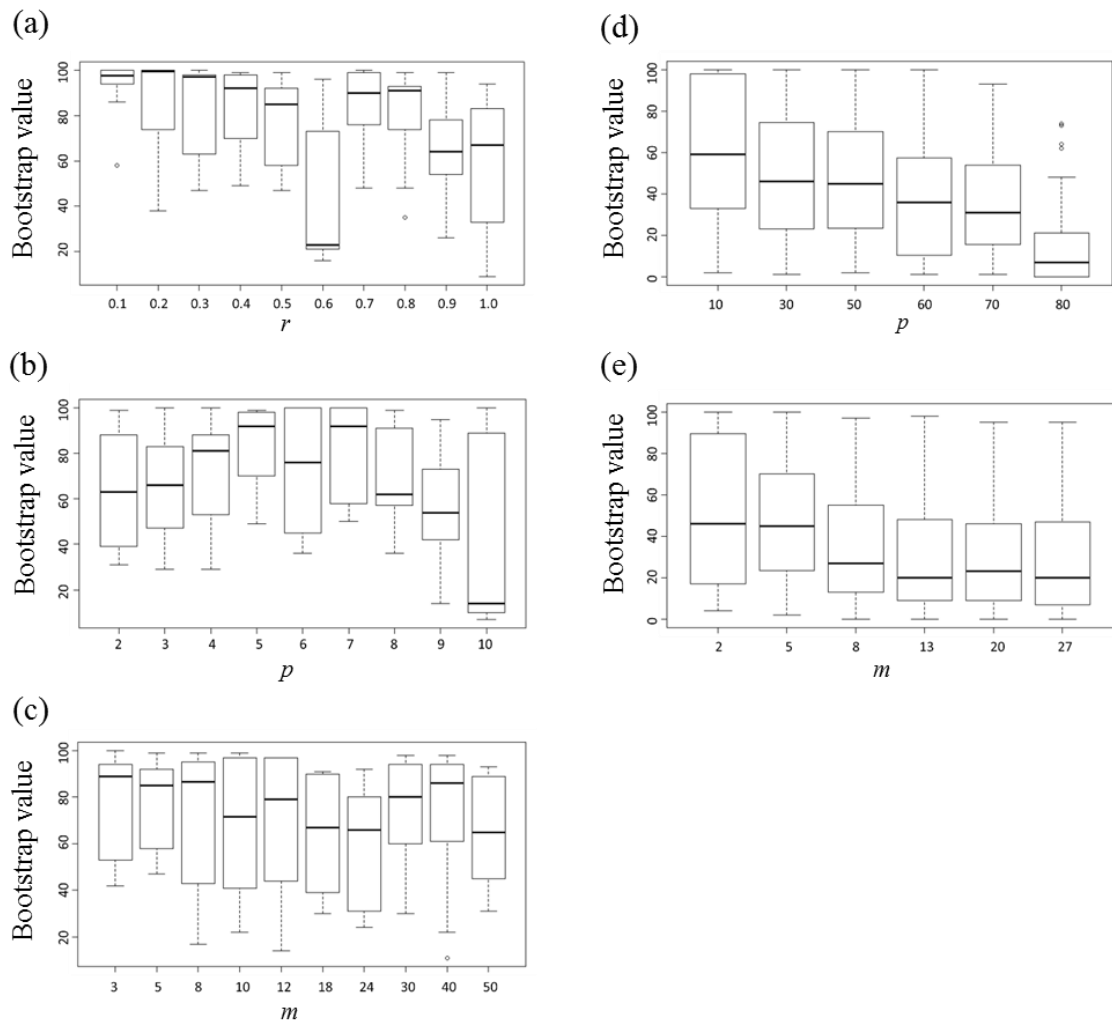 (a)
Bootstrap value
100
80
60
40
20
0.1 0.2 0.3 0.4 0.5 0.6 0.7 0.8 0.9 1.0
r
(b)
Bootstrap value
100
80
60
40
20
2 3 4 5 6 7 8 9 10
p
(c)
Bootstrap value
100
80
60
40
20
3 5 8 10 12 18 24 30 40 50
m
(d)
Bootstrap value
100
80
60
40
20
0
10 30 50 60 70 80
p
(e)
Bootstrap value
100
80
60
40
20
0
2 5 8 13 20 27
m